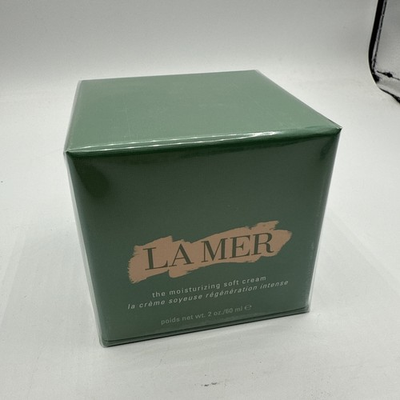 LA MER
the moisturizing soft cream
la crème soyeuse régénération intense
poids net wt. 2 oz./60 ml ℮